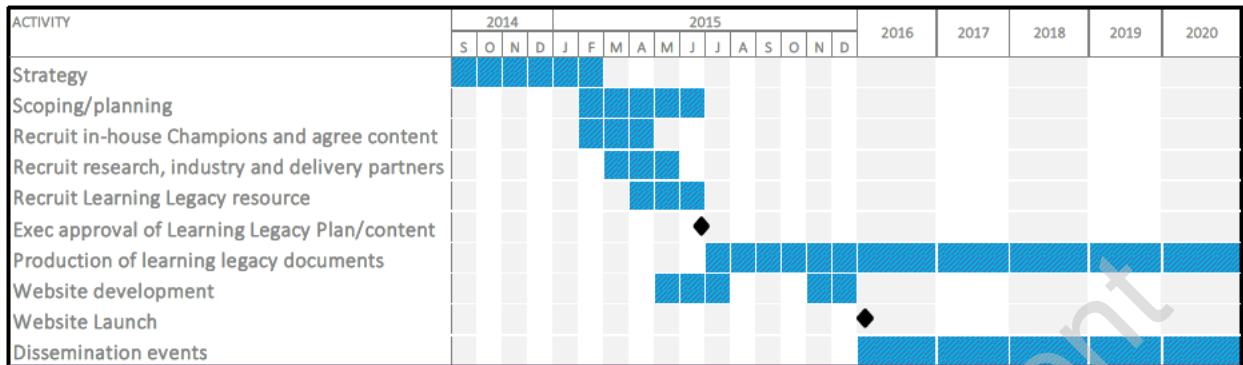 ACTIVITY 2014 2015 2016 2017 2018 2019 2020
S O N D J F M A M J J A S O N D
Strategy
Scoping/planning
Recruit in-house Champions and agree content
Recruit research, industry and delivery partners
Recruit Learning Legacy resource
Exec approval of Learning Legacy Plan/content
Production of learning legacy documents
Website development
Website Launch
Dissemination events